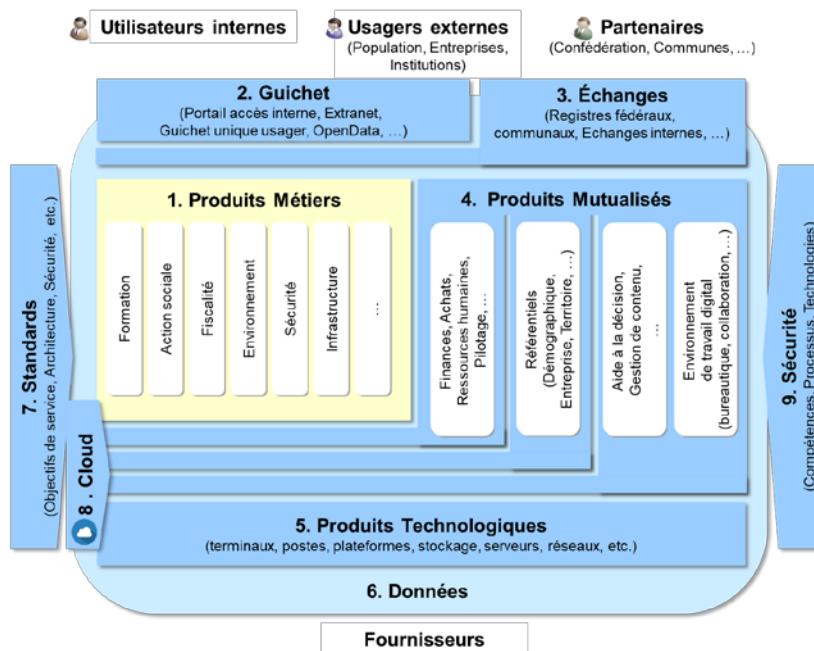 Utilisateurs internes
Usagers externes
(Population, Entreprises,
Institutions)
Partenaires
(Confédération, Communes, …)
2. Guichet
(Portail accès interne, Extranet,
Guichet unique usager, OpenData, …)
3. Échanges
(Registres fédéraux,
communaux, Echanges internes, …)
7. Standards
(Objectifs de service, Architecture, Sécurité, etc.)
8 . Cloud
1. Produits Métiers
Formation
Action sociale
Fiscalité
Environnement
Sécurité
Infrastructure
…
4. Produits Mutualisés
Finances, Achats,
Ressources humaines,
Pilotage, …
Référentiels
(Démographique,
Entreprise, Territoire, …)
Aide à la décision,
Gestion de contenu,
…
Environnement
de travail digital
(bureautique, collaboration, …)
9. Sécurité
(Compétences, Processus, Technologies)
5. Produits Technologiques
(terminaux, postes, plateformes, stockage, serveurs, réseaux, etc.)
6. Données
Fournisseurs